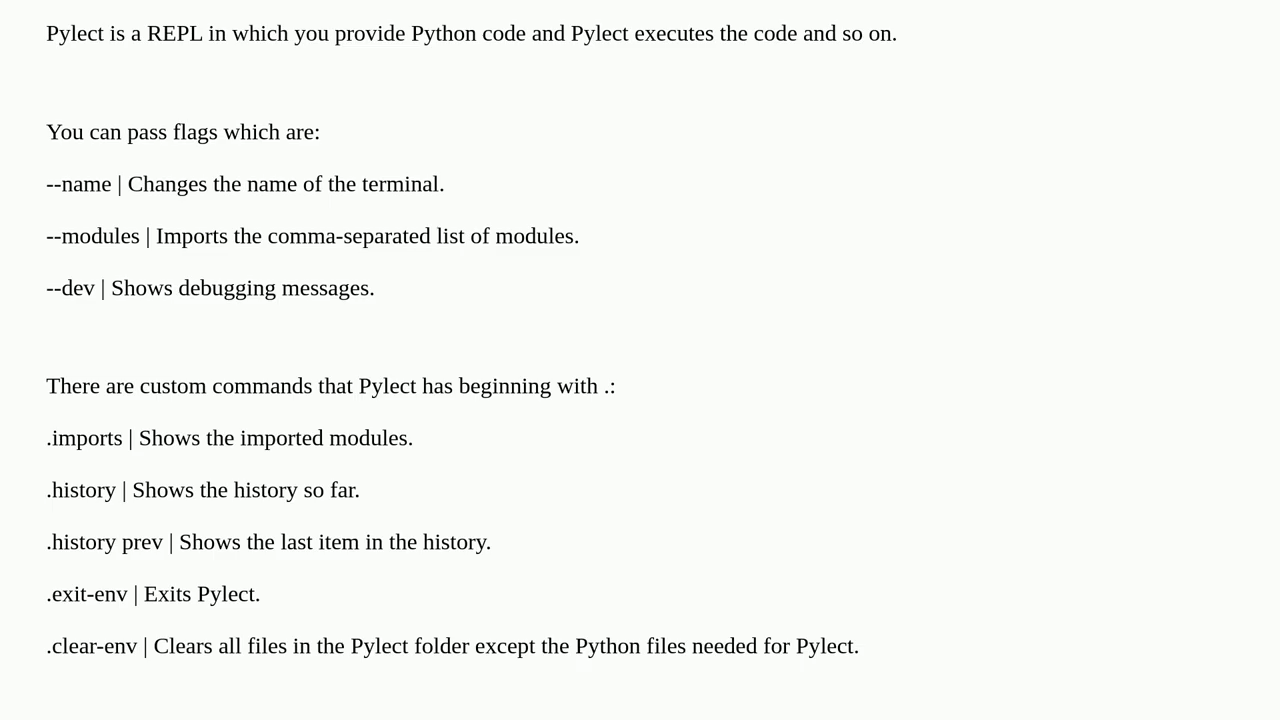 Pylect is a REPL in which you provide Python code and Pylect executes the code and so on.
You can pass flags which are:
--name | Changes the name of the terminal.
--modules | Imports the comma-separated list of modules.
--dev | Shows debugging messages.
There are custom commands that Pylect has beginning with .:
.imports | Shows the imported modules.
.history | Shows the history so far.
.history prev | Shows the last item in the history.
.exit-env | Exits Pylect.
.clear-env | Clears all files in the Pylect folder except the Python files needed for Pylect.